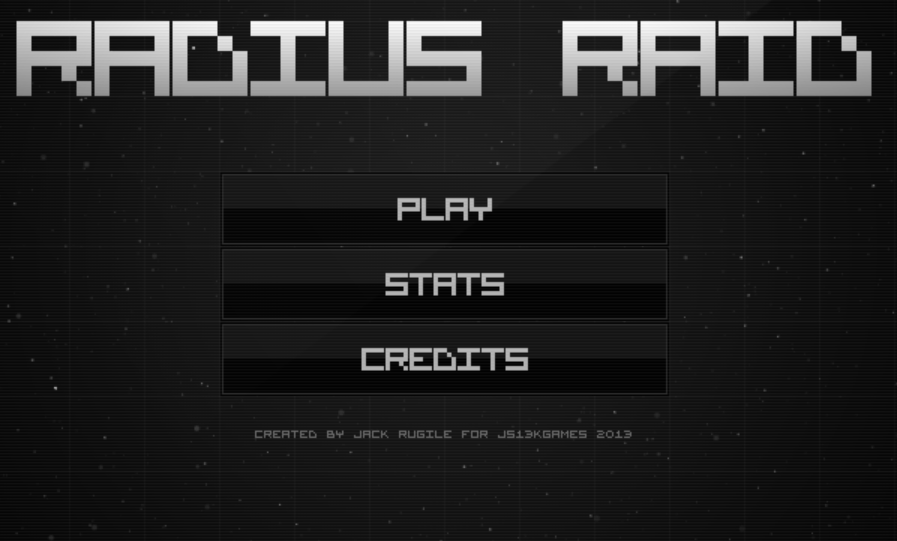 RADIUS RAID
PLAY
STATS
CREDITS
CREATED BY JACK RUGILE FOR JS13KGAMES 2013